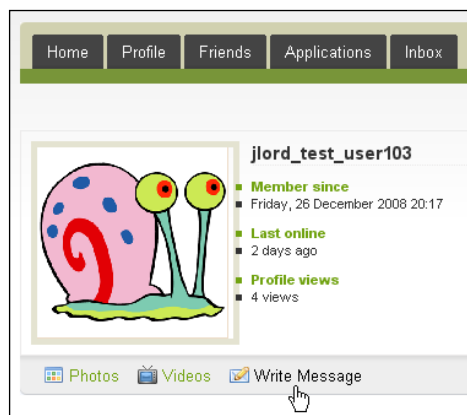 Home Profile Friends Applications Inbox
jlord_test_user103
Member since
Friday, 26 December 2008 20:17
Last online
2 days ago
Profile views
4 views
Photos Videos Write Message